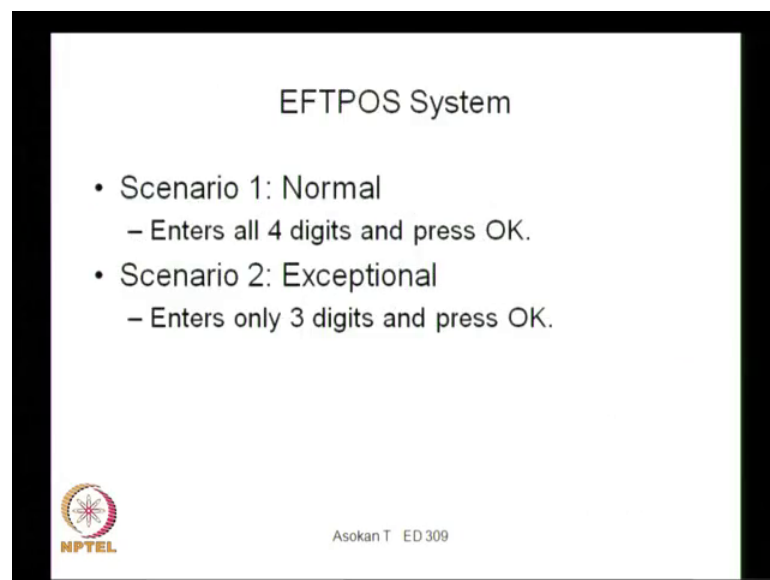 EFTPOS System
• Scenario 1: Normal
– Enters all 4 digits and press OK.
• Scenario 2: Exceptional
– Enters only 3 digits and press OK.
NPTEL
Asokan T ED 309